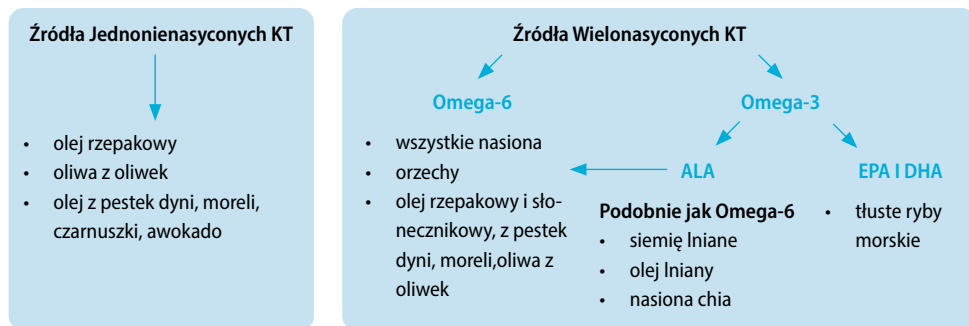 Źródła Jednonienasyconych KT
• olej rzepakowy
• oliwa z oliwek
• olej z pestek dyni, moreli,
czarnuszki, awokado
Źródła Wielonasyconych KT
Omega-6
• wszystkie nasiona
• orzechy
• olej rzepakowy i sło-
necznikowy, z pestek
dyni, moreli,oliwa z
oliwek
Omega-3
ALA
Podobnie jak Omega-6
• siemię lniane
• olej lniany
• nasiona chia
EPA I DHA
• tłuste ryby
morskie